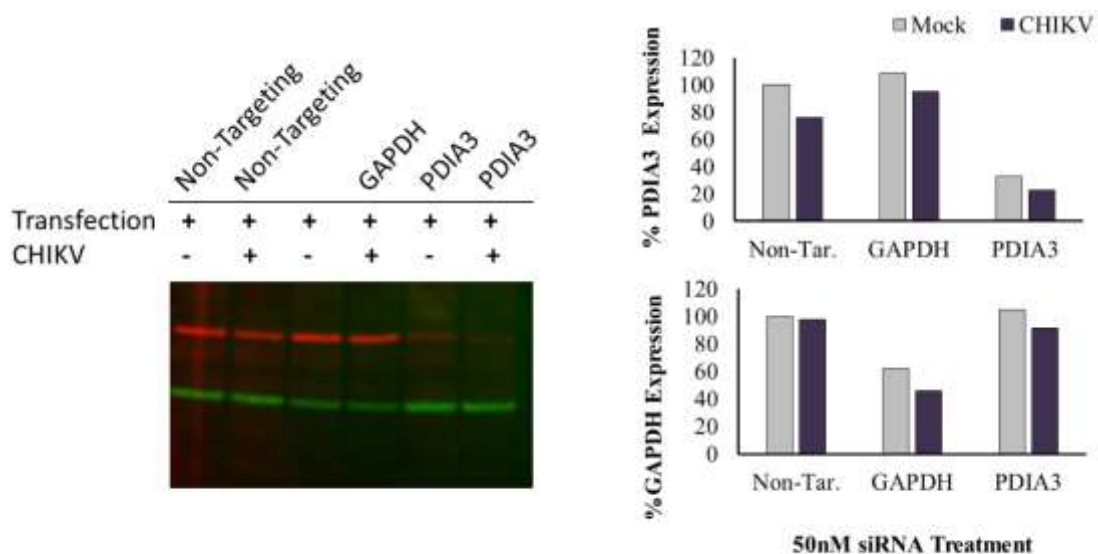 Non-Targeting
Non-Targeting
GAPDH
PDIA3
PDIA3
Transfection + + + + + +
CHIKV - + - + - +
Mock CHIKV
% PDIA3 Expression
120
100
80
60
40
20
0
Non-Tar. GAPDH PDIA3
%GAPDH Expression
120
100
80
60
40
20
0
Non-Tar. GAPDH PDIA3
50nM siRNA Treatment